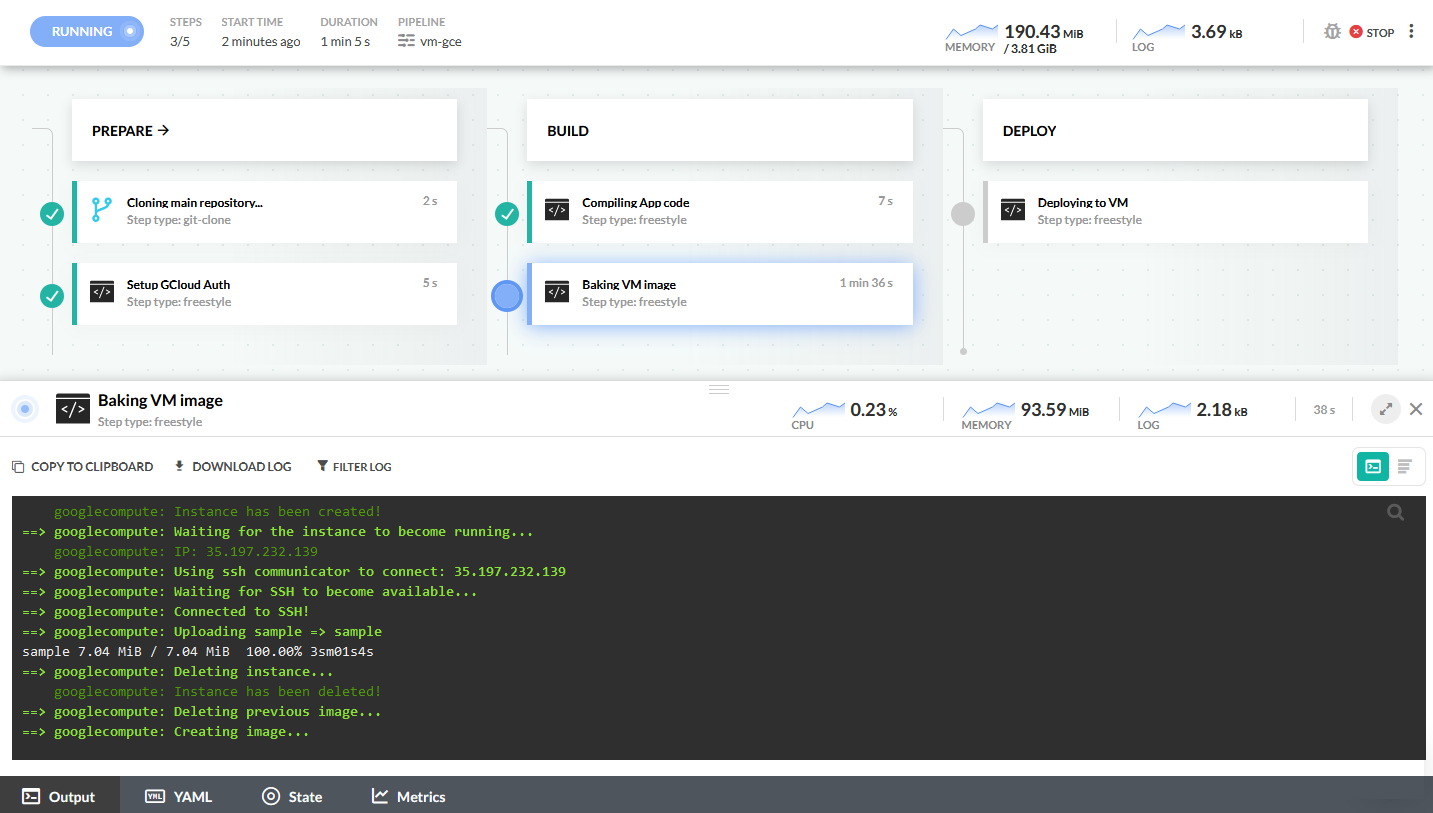 RUNNING
STEPS
3/5
START TIME
2 minutes ago
DURATION
1 min 5 s
PIPELINE
vm-gce
MEMORY
190.43 MiB
/ 3.81 GiB
LOG
3.69 kB
STOP
PREPARE →
Cloning main repository...
Step type: git-clone
2 s
Setup GCloud Auth
Step type: freestyle
5 s
BUILD
Compiling App code
Step type: freestyle
7 s
Baking VM image
Step type: freestyle
1 min 36 s
DEPLOY
Deploying to VM
Step type: freestyle
Baking VM image
Step type: freestyle
CPU
0.23 %
MEMORY
93.59 MiB
LOG
2.18 kB
38 s
COPY TO CLIPBOARD
DOWNLOAD LOG
FILTER LOG
googlecompute: Instance has been created!
==> googlecompute: Waiting for the instance to become running...
googlecompute: IP: 35.197.232.139
==> googlecompute: Using ssh communicator to connect: 35.197.232.139
==> googlecompute: Waiting for SSH to become available...
==> googlecompute: Connected to SSH!
==> googlecompute: Uploading sample => sample
sample 7.04 MiB / 7.04 MiB  100.00% 3sm01s4s
==> googlecompute: Deleting instance...
googlecompute: Instance has been deleted!
==> googlecompute: Deleting previous image...
==> googlecompute: Creating image...
Output
YML
YAML
State
Metrics